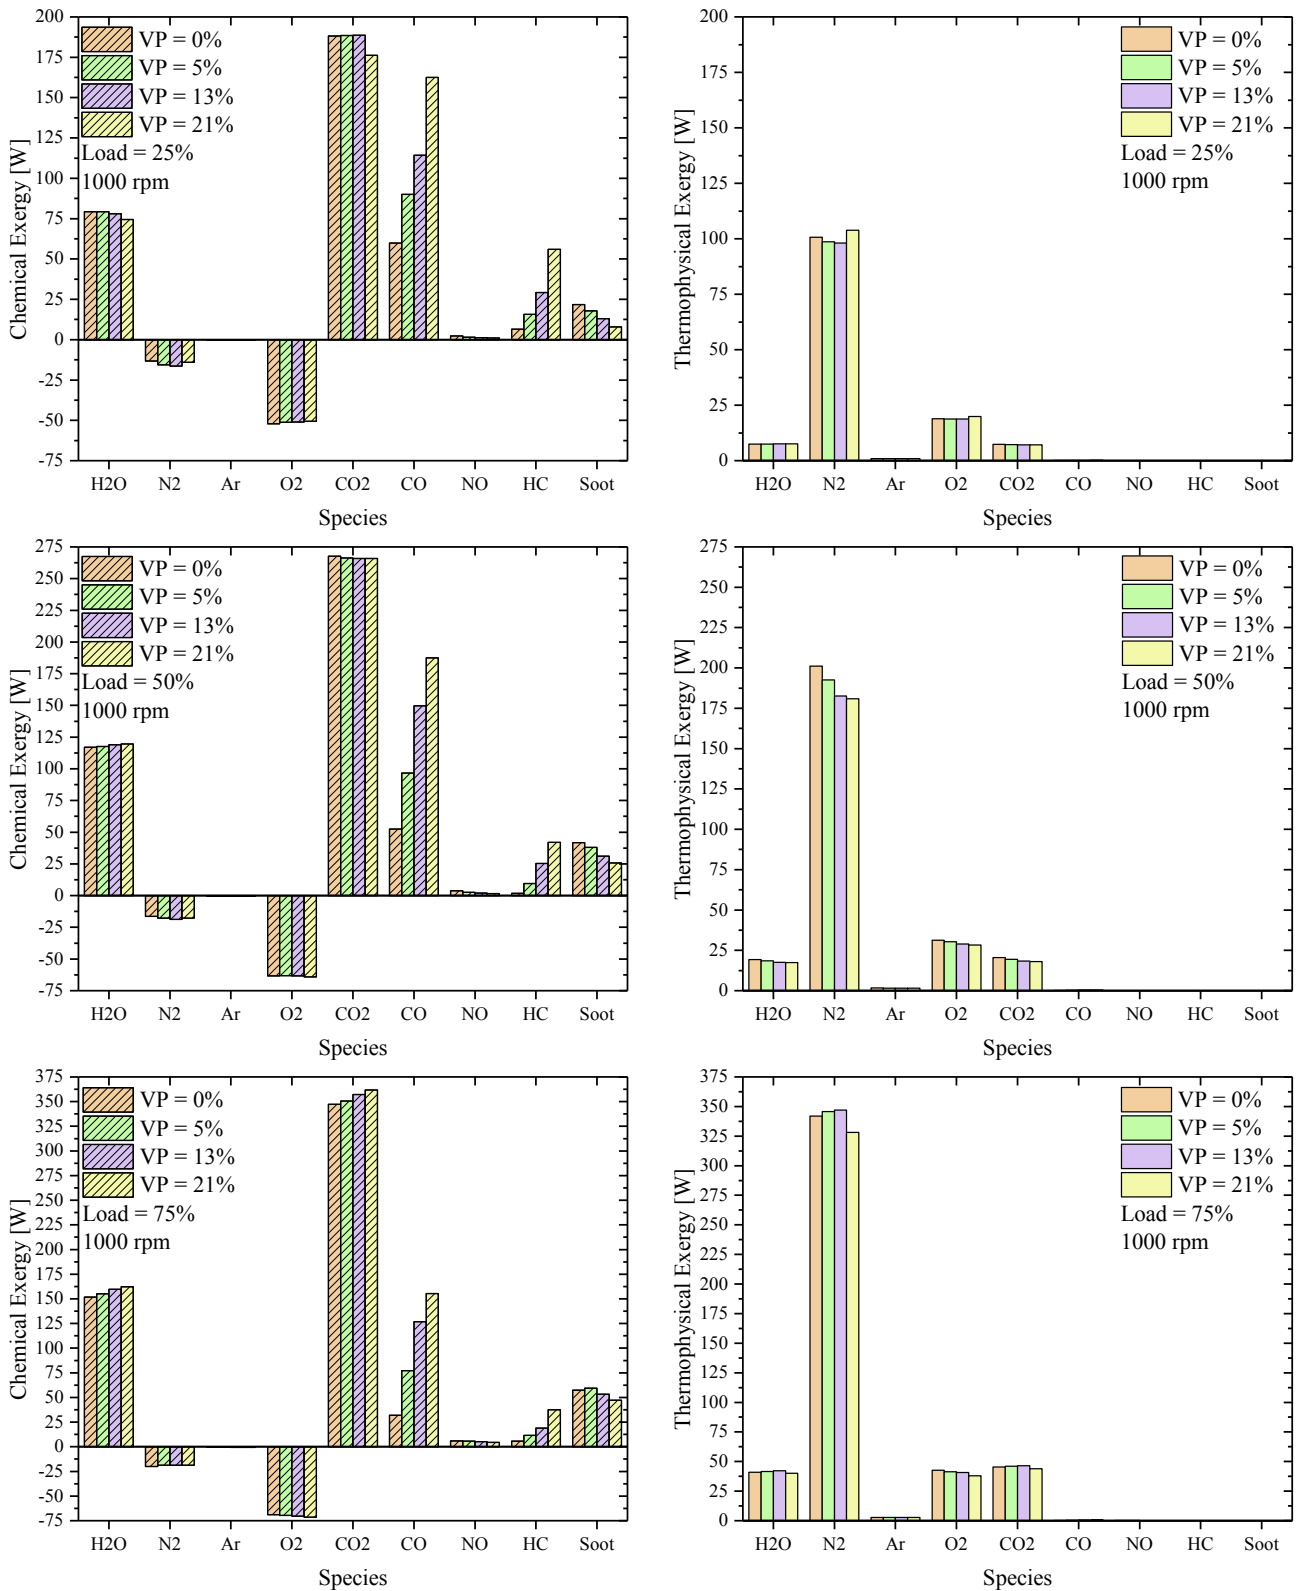 Chemical Exergy [W]
200
175
150
125
100
75
50
25
0
-25
-50
-75
VP = 0%
VP = 5%
VP = 13%
VP = 21%
Load = 25%
1000 rpm
H2O N2 Ar O2 CO2 CO NO HC Soot
Species
Thermophysical Exergy [W]
200
175
150
125
100
75
50
25
0
VP = 0%
VP = 5%
VP = 13%
VP = 21%
Load = 25%
1000 rpm
H2O N2 Ar O2 CO2 CO NO HC Soot
Species
Chemical Exergy [W]
275
250
225
200
175
150
125
100
75
50
25
0
-25
-50
-75
VP = 0%
VP = 5%
VP = 13%
VP = 21%
Load = 50%
1000 rpm
H2O N2 Ar O2 CO2 CO NO HC Soot
Species
Thermophysical Exergy [W]
275
250
225
200
175
150
125
100
75
50
25
0
VP = 0%
VP = 5%
VP = 13%
VP = 21%
Load = 50%
1000 rpm
H2O N2 Ar O2 CO2 CO NO HC Soot
Species
Chemical Exergy [W]
375
350
325
300
275
250
225
200
175
150
125
100
75
50
25
0
-25
-50
-75
VP = 0%
VP = 5%
VP = 13%
VP = 21%
Load = 75%
1000 rpm
H2O N2 Ar O2 CO2 CO NO HC Soot
Species
Thermophysical Exergy [W]
375
350
325
300
275
250
225
200
175
150
125
100
75
50
25
0
VP = 0%
VP = 5%
VP = 13%
VP = 21%
Load = 75%
1000 rpm
H2O N2 Ar O2 CO2 CO NO HC Soot
Species